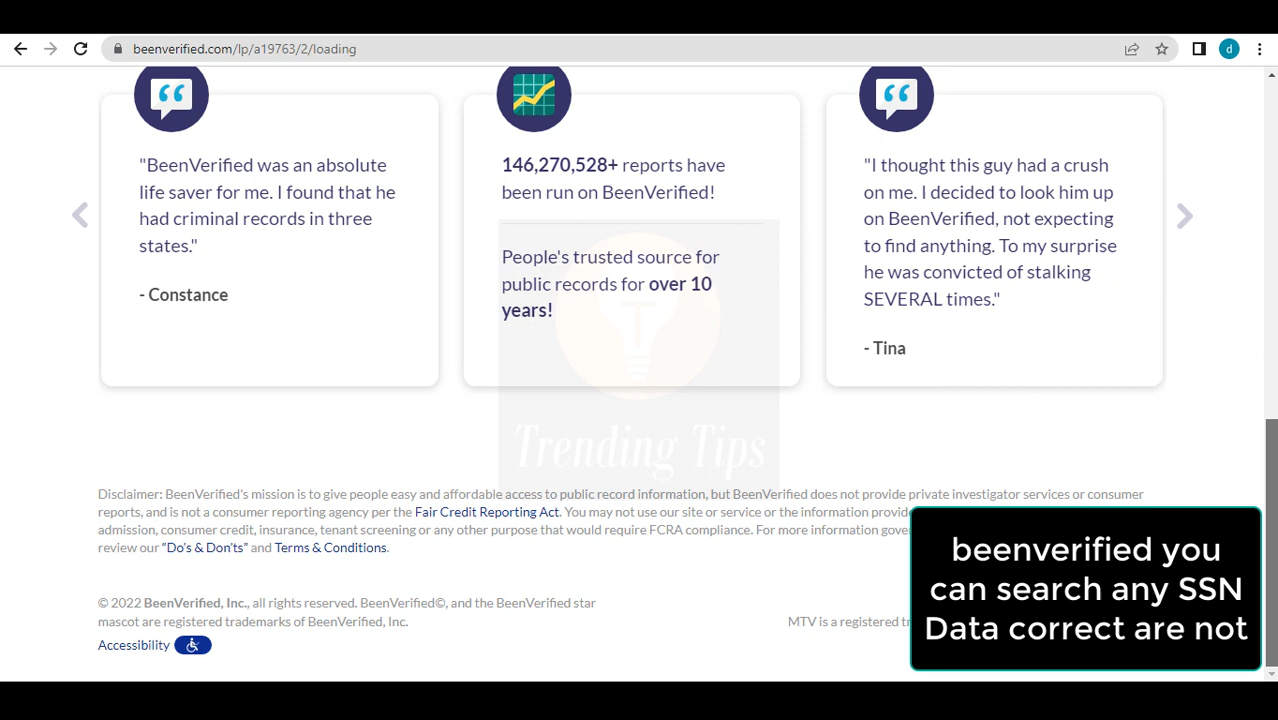 beenverified.com/lp/a19763/2/loading
d
"BeenVerified was an absolute
life saver for me. I found that he
had criminal records in three
states."
- Constance
146,270,528+ reports have
been run on BeenVerified!
People's trusted source for
public records for over 10
years!
"I thought this guy had a crush
on me. I decided to look him up
on BeenVerified, not expecting
to find anything. To my surprise
he was convicted of stalking
SEVERAL times."
- Tina
Trending Tips
Disclaimer: BeenVerified's mission is to give people easy and affordable access to public record information, but BeenVerified does not provide private investigator services or consumer
reports, and is not a consumer reporting agency per the Fair Credit Reporting Act. You may not use our site or service or the information
admission, consumer credit, insurance, tenant screening or any other purpose that would require FCRA compliance. For more information
review our "Do's & Don'ts" and Terms & Conditions.
© 2022 BeenVerified, Inc., all rights reserved. BeenVerified©, and the BeenVerified star
mascot are registered trademarks of BeenVerified, Inc.
MTV is a registered
Accessibility
beenverified you
can search any SSN
Data correct are not